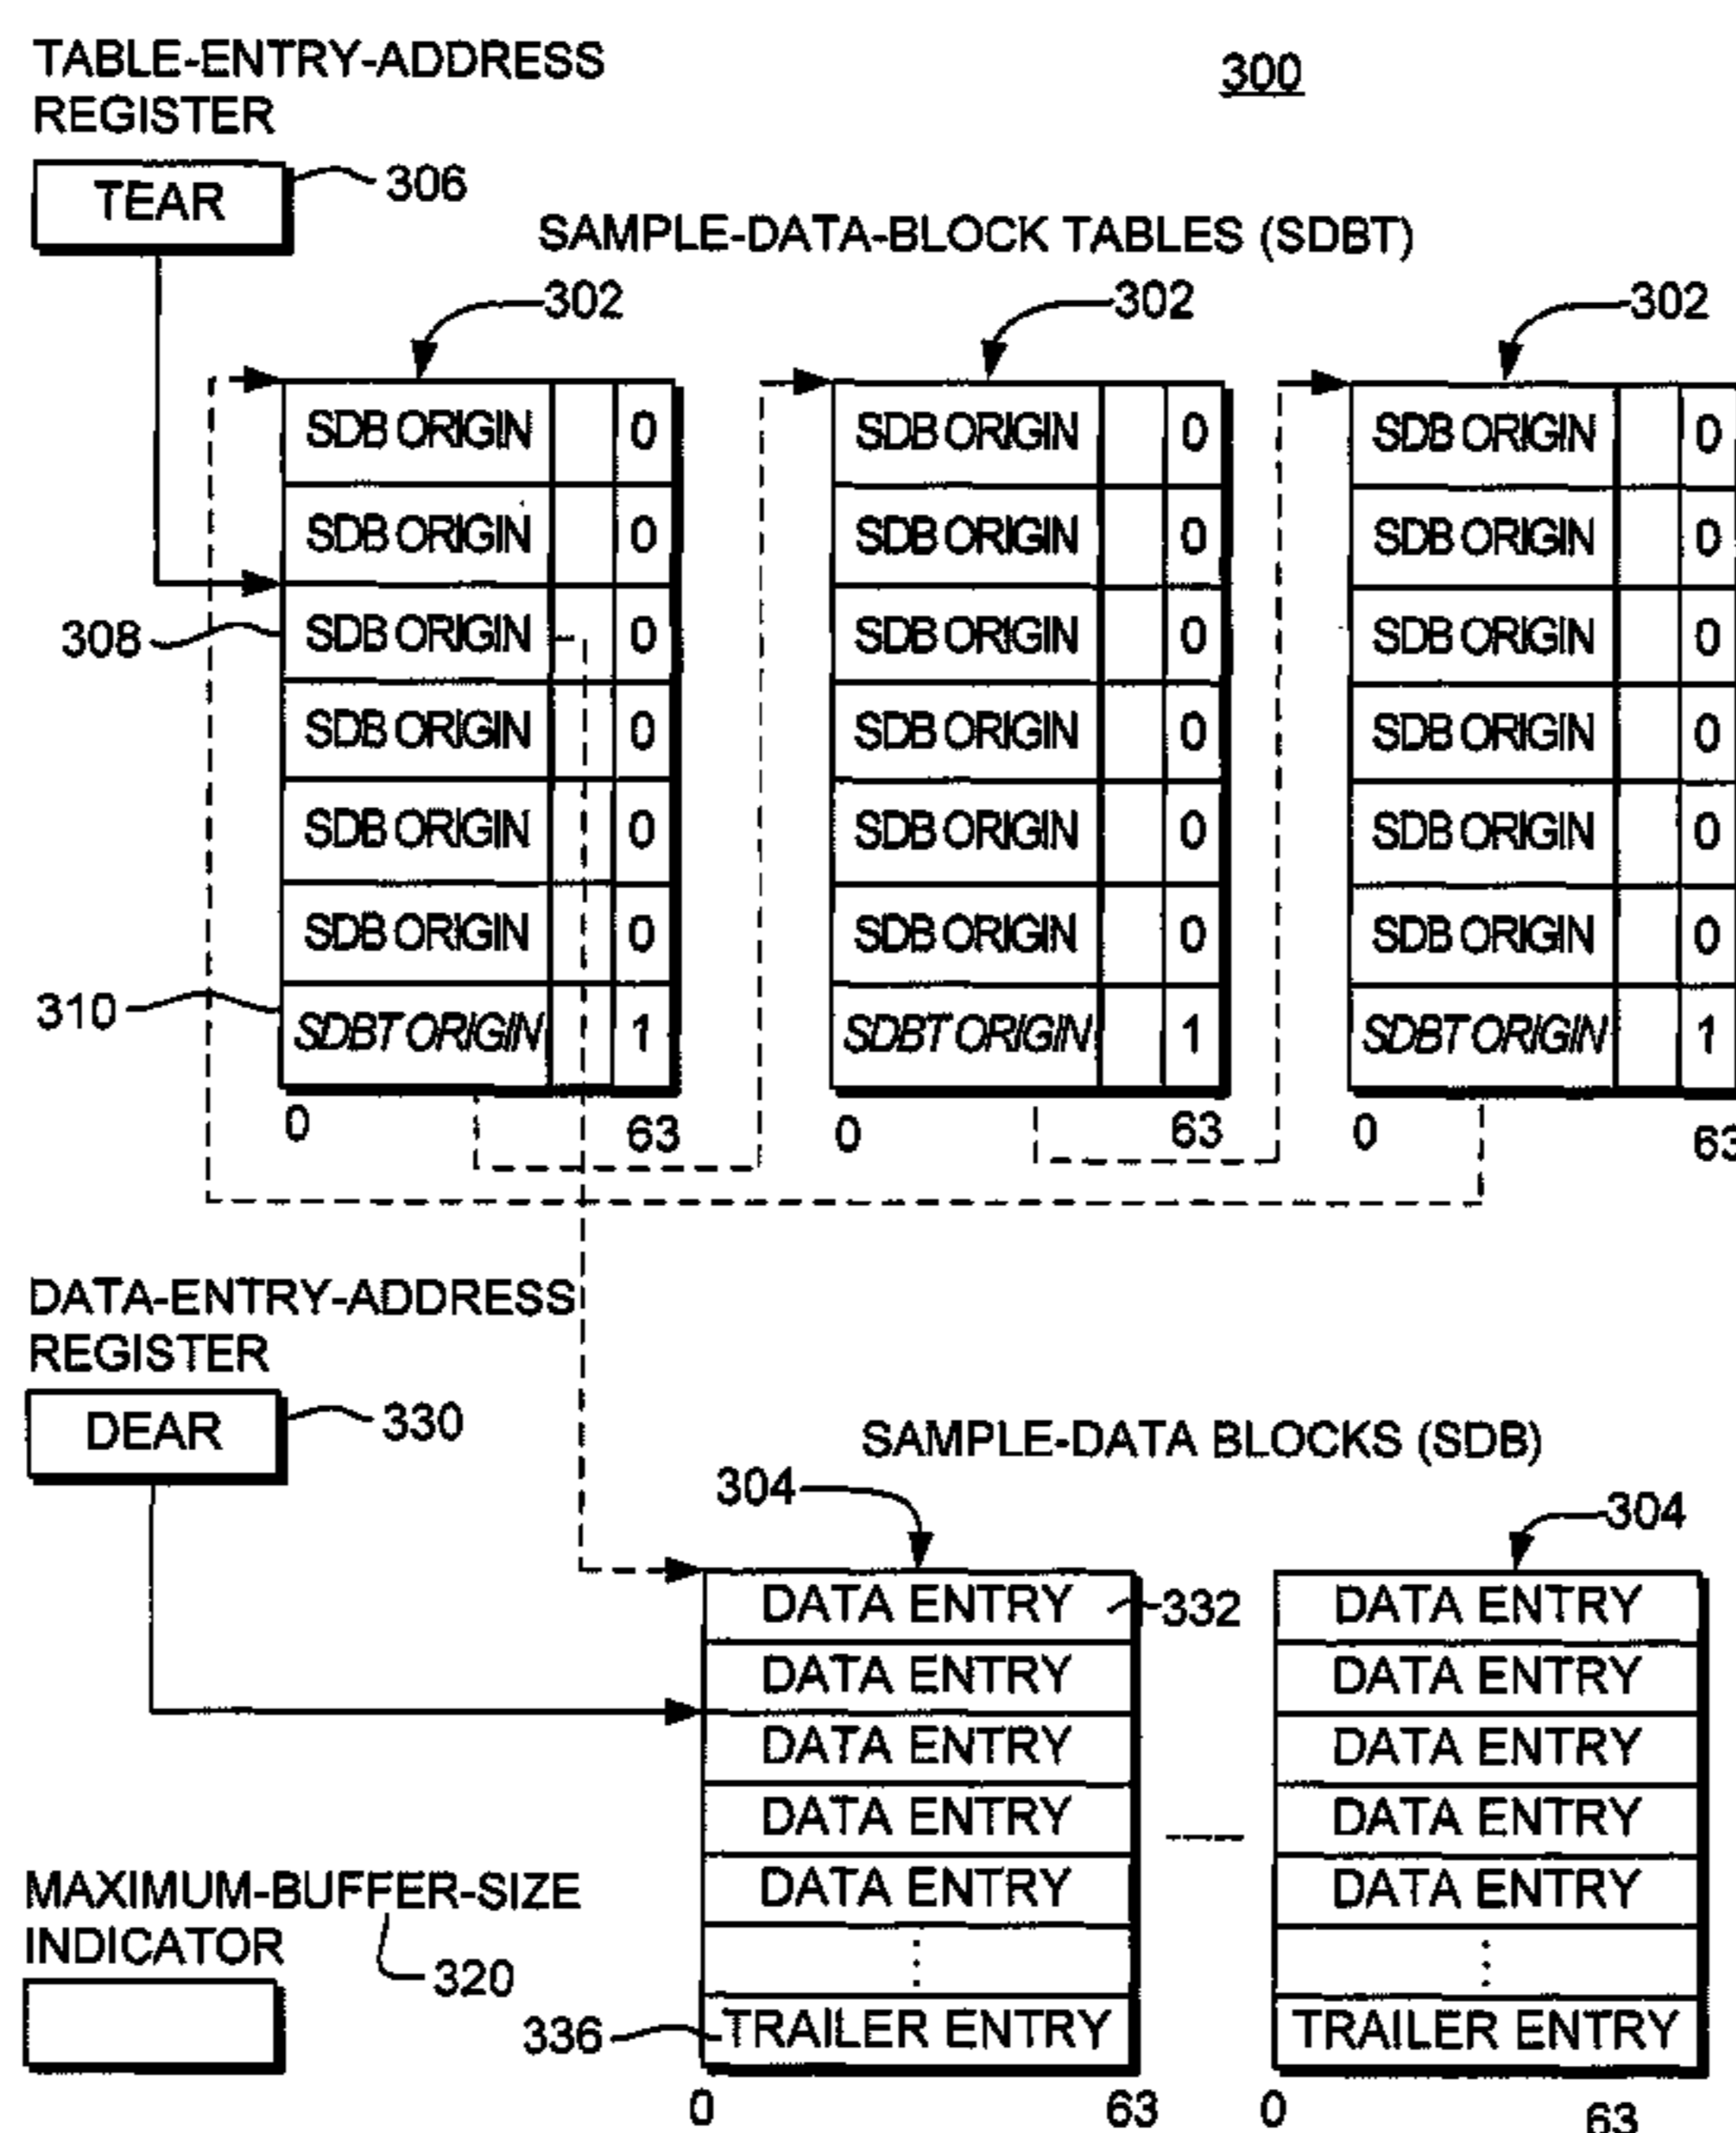 TABLE-ENTRY-ADDRESS
REGISTER
300
TEAR
306
SAMPLE-DATA-BLOCK TABLES (SDBT)
302 302 302
SDB ORIGIN 0 SDB ORIGIN 0 SDB ORIGIN 0
SDB ORIGIN 0 SDB ORIGIN 0 SDB ORIGIN 0
308 SDB ORIGIN 0 SDB ORIGIN 0 SDB ORIGIN 0
SDB ORIGIN 0 SDB ORIGIN 0 SDB ORIGIN 0
SDB ORIGIN 0 SDB ORIGIN 0 SDB ORIGIN 0
SDB ORIGIN 0 SDB ORIGIN 0 SDB ORIGIN 0
310 SDBT ORIGIN 1 SDBT ORIGIN 1 SDBT ORIGIN 1
0 63 0 63 0 63
DATA-ENTRY-ADDRESS
REGISTER
DEAR
330
SAMPLE-DATA BLOCKS (SDB)
304 304
DATA ENTRY 332 DATA ENTRY
DATA ENTRY DATA ENTRY
DATA ENTRY DATA ENTRY
DATA ENTRY DATA ENTRY
DATA ENTRY DATA ENTRY
MAXIMUM-BUFFER-SIZE
INDICATOR
320
336 TRAILER ENTRY TRAILER ENTRY
0 63 0 63